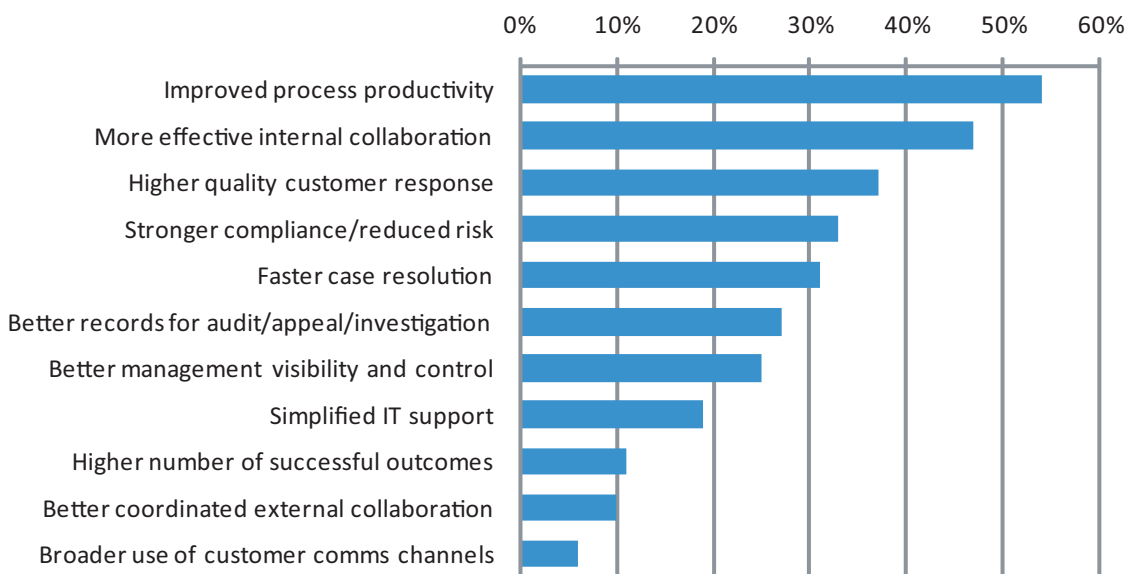 0% 10% 20% 30% 40% 50% 60%
Improved process productivity
More effective internal collaboration
Higher quality customer response
Stronger compliance/reduced risk
Faster case resolution
Better records for audit/appeal/investigation
Better management visibility and control
Simplified IT support
Higher number of successful outcomes
Better coordinated external collaboration
Broader use of customer comms channels